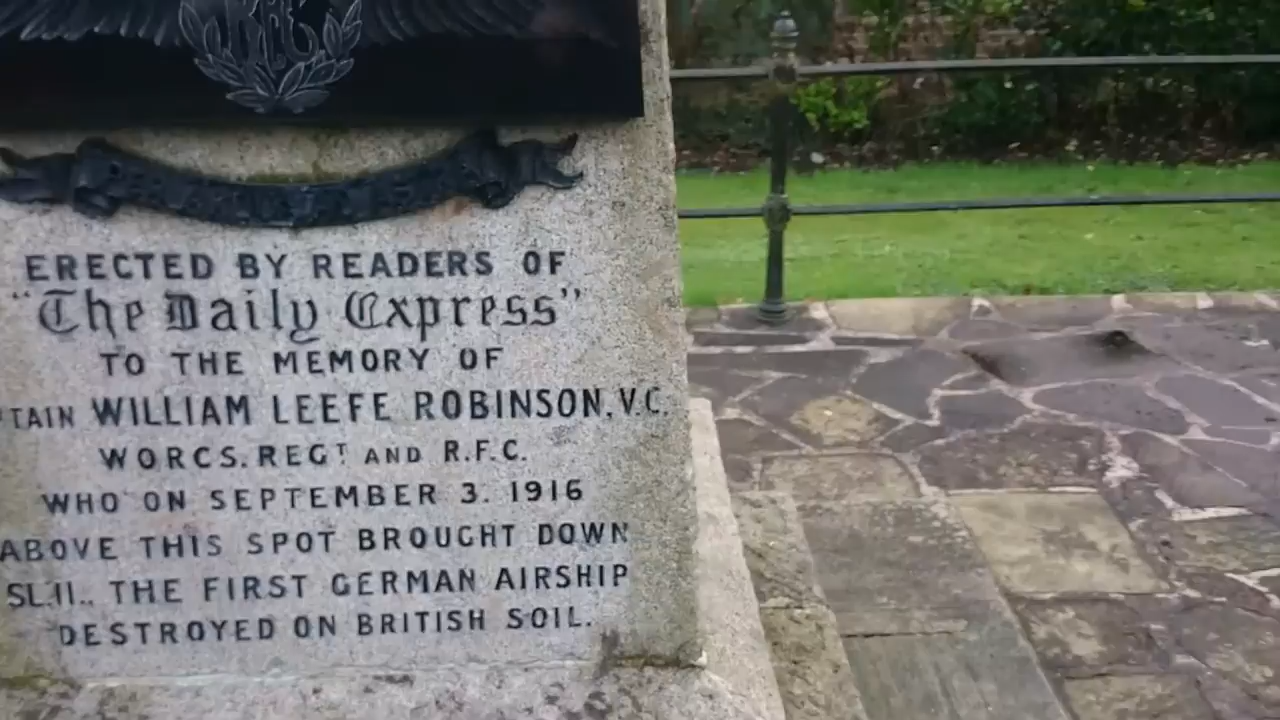 RFC
ERECTED BY READERS OF
"The Daily Express"
TO THE MEMORY OF
TAIN WILLIAM LEEFE ROBINSON. V.C.
WORCS. REGT AND R.F.C.
WHO ON SEPTEMBER 3. 1916
ABOVE THIS SPOT BROUGHT DOWN
SL.11., THE FIRST GERMAN AIRSHIP
DESTROYED ON BRITISH SOIL.